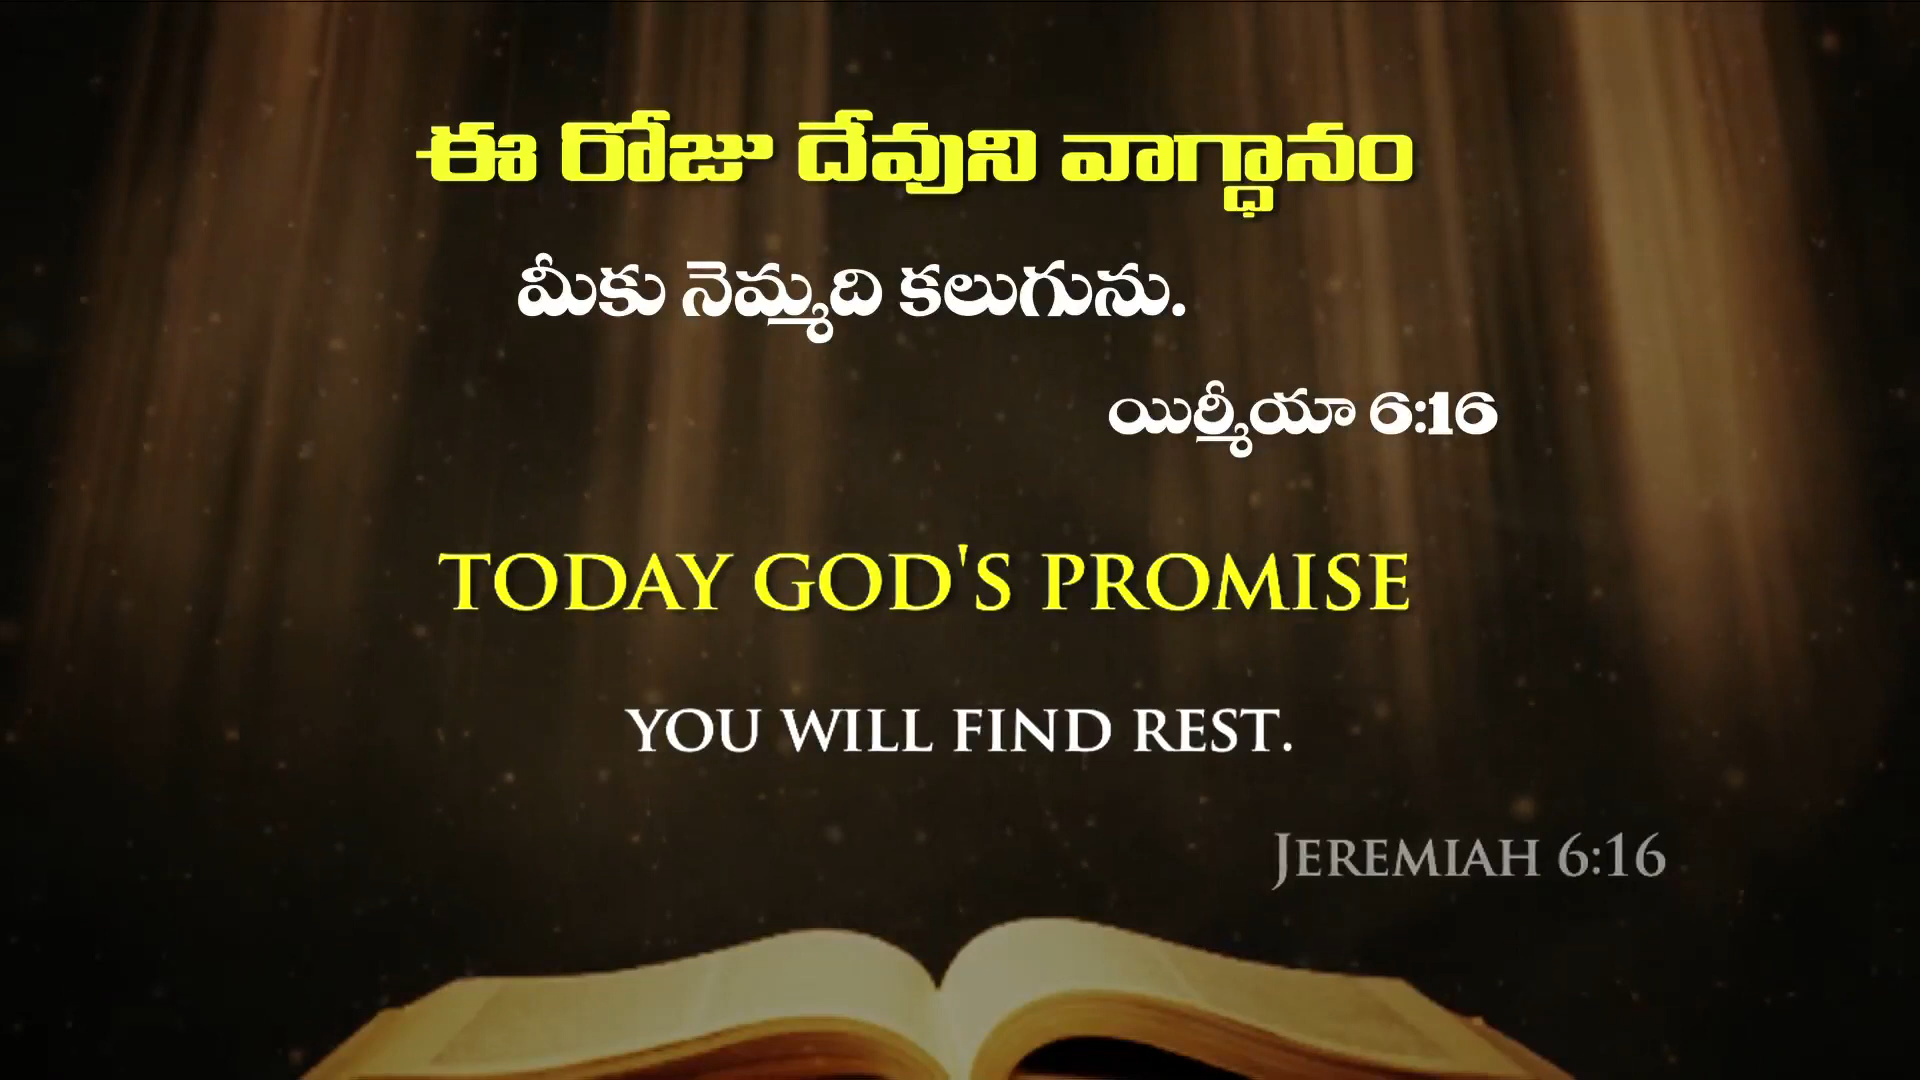 ఈ రోజు దేవుని వాగ్ధానం
మీకు నెమ్మది కలుగును.
యిర్మీయా 6:16
TODAY GOD'S PROMISE
YOU WILL FIND REST.
JEREMIAH 6:16